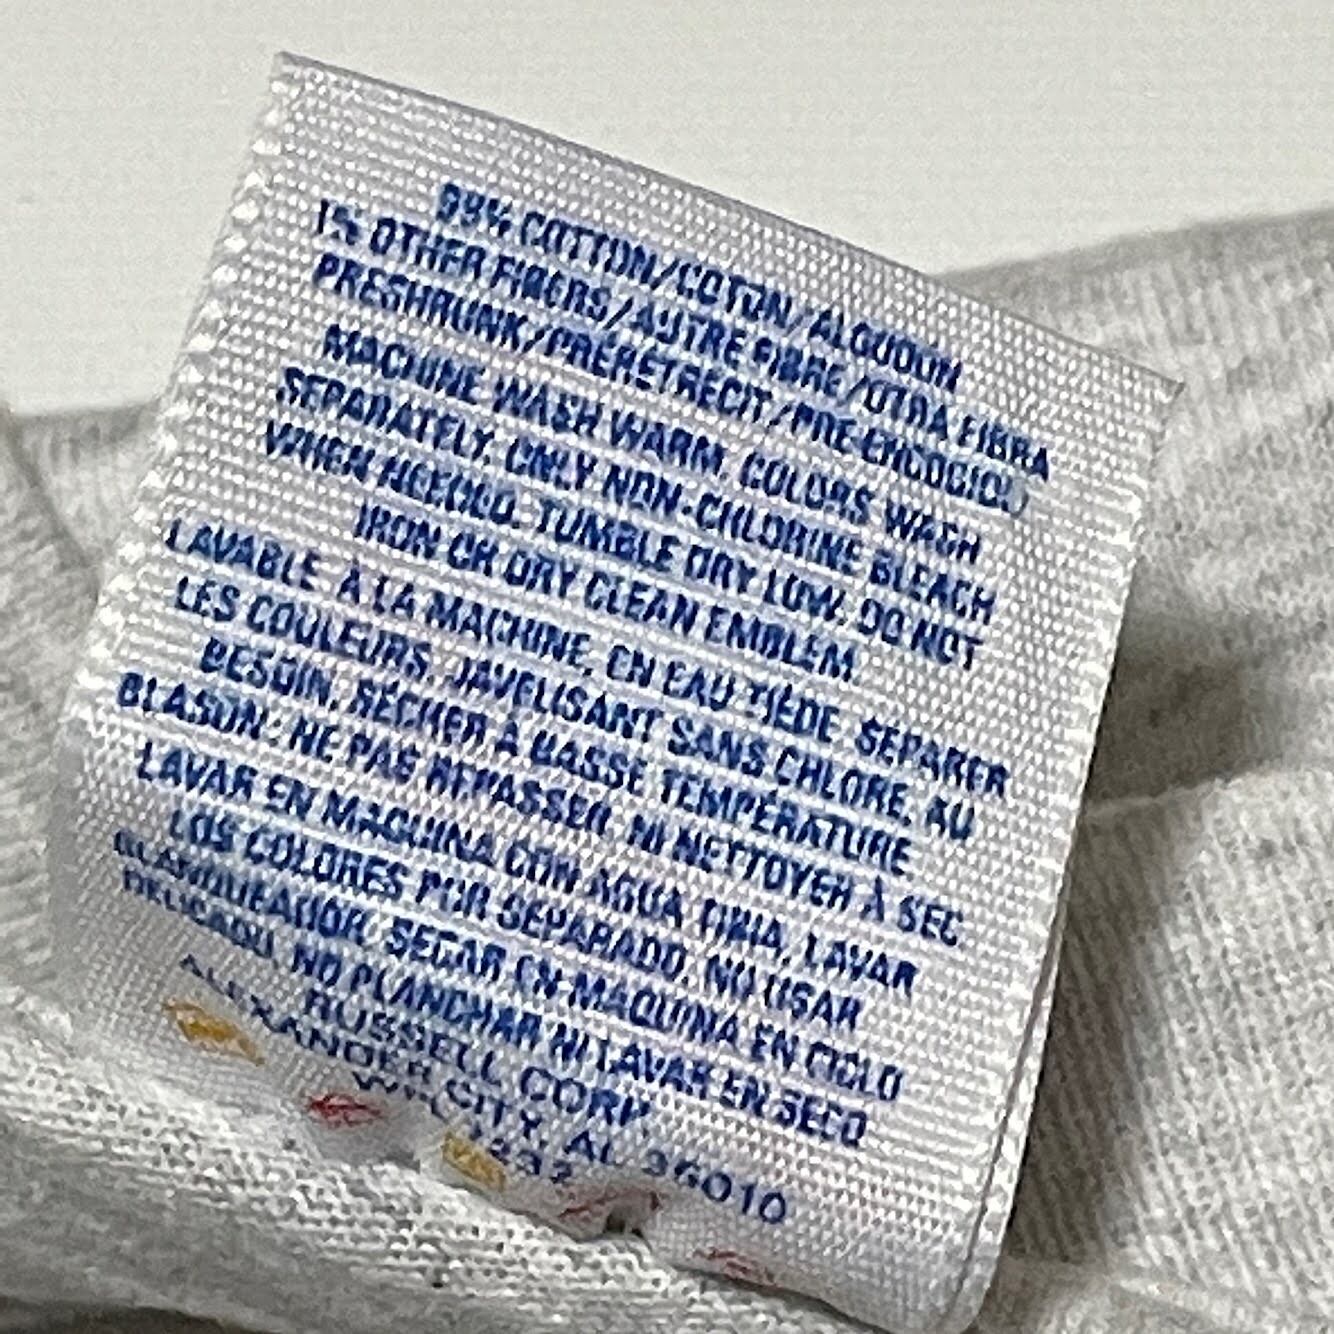 99% COTTON/COTON/ALGODON
1% OTHER FIBERS/AUTRE FIBRE/OTRA FIBRA
PRESHRUNK/PRÉRÉTRÉCIT/PRE-ENCOGIDO
MACHINE WASH WARM, COLORS WASH
SEPARATELY, ONLY NON-CHLORINE BLEACH
WHEN NEEDED. TUMBLE DRY LOW. DO NOT
IRON OR DRY CLEAN EMBLEM.
LAVABLE À LA MACHINE, EN EAU TIÈDE. SÉPARER
LES COULEURS, JAVELISANT SANS CHLORE, AU
BESOIN. SÉCHER À BASSE TEMPÉRATURE
BLASON: NE PAS REPASSER NI NETTOYER À SEC
LAVAR EN MAQUINA CON AGUA TIBIA, LAVAR
LOS COLORES POR SEPARADO, NO USAR
BLANQUEADOR, SECAR EN MAQUINA EN CICLO
DELICADO, NO PLANCHAR NI LAVAR EN SECO
RUSSELL CORP.
ALEXANDER CITY, AL 35010